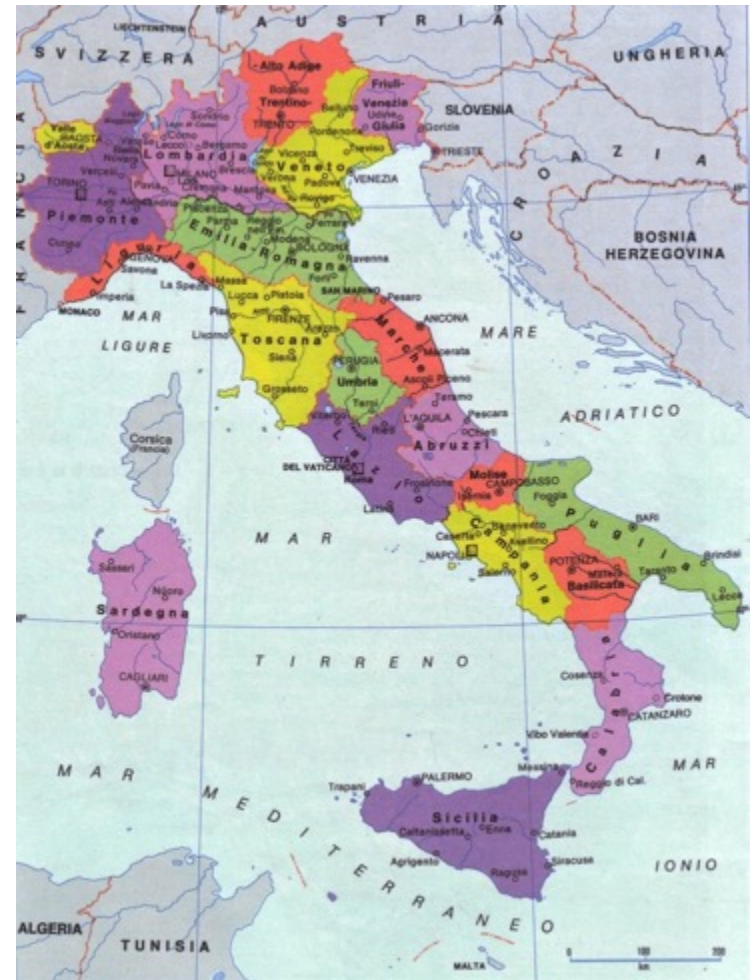 LIECHTENSTEIN
AUSTRIA
SVIZZERA
UNGHERIA
Alto Adige
Bolzano
Trentino-
TRENTO
Friuli-
Venezia
Giulia
Udine
Gorizia
Belluno
Pordenone
SLOVENIA
TRIESTE
CROAZIA
Valle
d'Aosta
AOSTA
Sondrio
Lago di Como
Como
Lecco
Bergamo
Lombardia
MILANO
Brescia
Pavia
Cremona
Mantova
Vicenza
Treviso
Veneto
Verona
Padova
VENEZIA
Rovigo
Novara
Vercelli
TORINO
Asti
Piemonte
Cuneo
FRANCIA
Piacenza
Parma
Reggio
nell'Em.
Modena
Ferrara
BOLOGNA
Emilia-Romagna
Ravenna
Forlì
BOSNIA
HERZEGOVINA
Liguria
GENOVA
Savona
Imperia
La Spezia
MONACO
MAR
LIGURE
SAN MARINO
Pesaro
Massa
Lucca
Pistoia
Pisa
FIRENZE
Arezzo
Livorno
Toscana
Siena
Grosseto
Marche
ANCONA
Macerata
Ascoli Piceno
MARE
ADRIATICO
PERUGIA
Umbria
Terni
Teramo
Pescara
L'AQUILA
Chieti
Abruzzi
Viterbo
Rieti
Lazio
CITTÀ
DEL VATICANO
Roma
Frosinone
Latina
Corsica
(Francia)
Molise
CAMPOBASSO
Isernia
Foggia
Puglia
BARI
Brindisi
Taranto
Lecce
MAR
TIRRENO
Caserta
Benevento
Avellino
NAPOLI
Salerno
Campania
POTENZA
Matera
Basilicata
Sassari
Nuoro
Sardegna
Oristano
CAGLIARI
Cosenza
Crotone
CATANZARO
Vibo Valentia
Calabria
Reggio di Cal.
MAR
MEDITERRANEO
MAR
IONIO
Messina
Trapani
PALERMO
Sicilia
Caltanissetta
Enna
Catania
Agrigento
Siracusa
Ragusa
ALGERIA
TUNISIA
MALTA
0 100 200
km